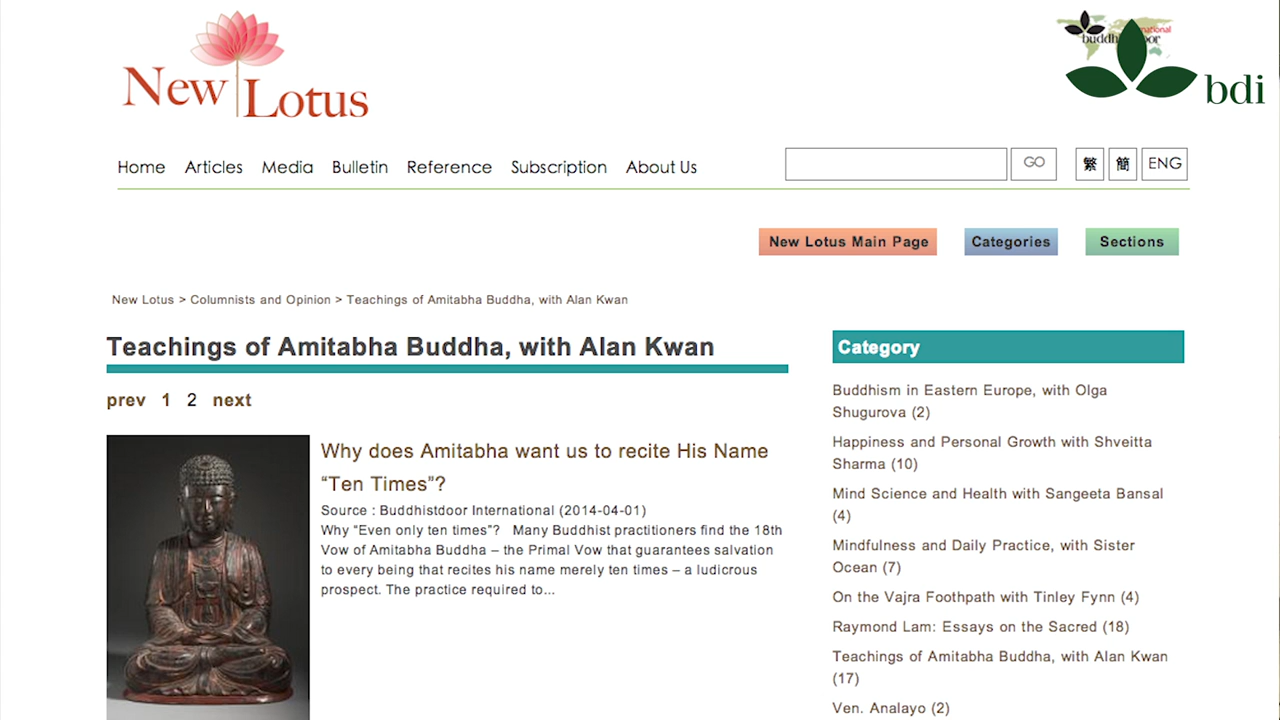 New Lotus
bdi
Home Articles Media Bulletin Reference Subscription About Us
GO 繁 簡 ENG
New Lotus Main Page Categories Sections
New Lotus > Columnists and Opinion > Teachings of Amitabha Buddha, with Alan Kwan
Teachings of Amitabha Buddha, with Alan Kwan
prev 1 2 next
Why does Amitabha want us to recite His Name
“Ten Times”?
Source : Buddhistdoor International (2014-04-01)
Why “Even only ten times”? Many Buddhist practitioners find the 18th
Vow of Amitabha Buddha – the Primal Vow that guarantees salvation
to every being that recites his name merely ten times – a ludicrous
prospect. The practice required to...
Category
Buddhism in Eastern Europe, with Olga
Shugurova (2)
Happiness and Personal Growth with Shveitta
Sharma (10)
Mind Science and Health with Sangeeta Bansal
(4)
Mindfulness and Daily Practice, with Sister
Ocean (7)
On the Vajra Foothpath with Tinley Fynn (4)
Raymond Lam: Essays on the Sacred (18)
Teachings of Amitabha Buddha, with Alan Kwan
(17)
Ven. Analayo (2)